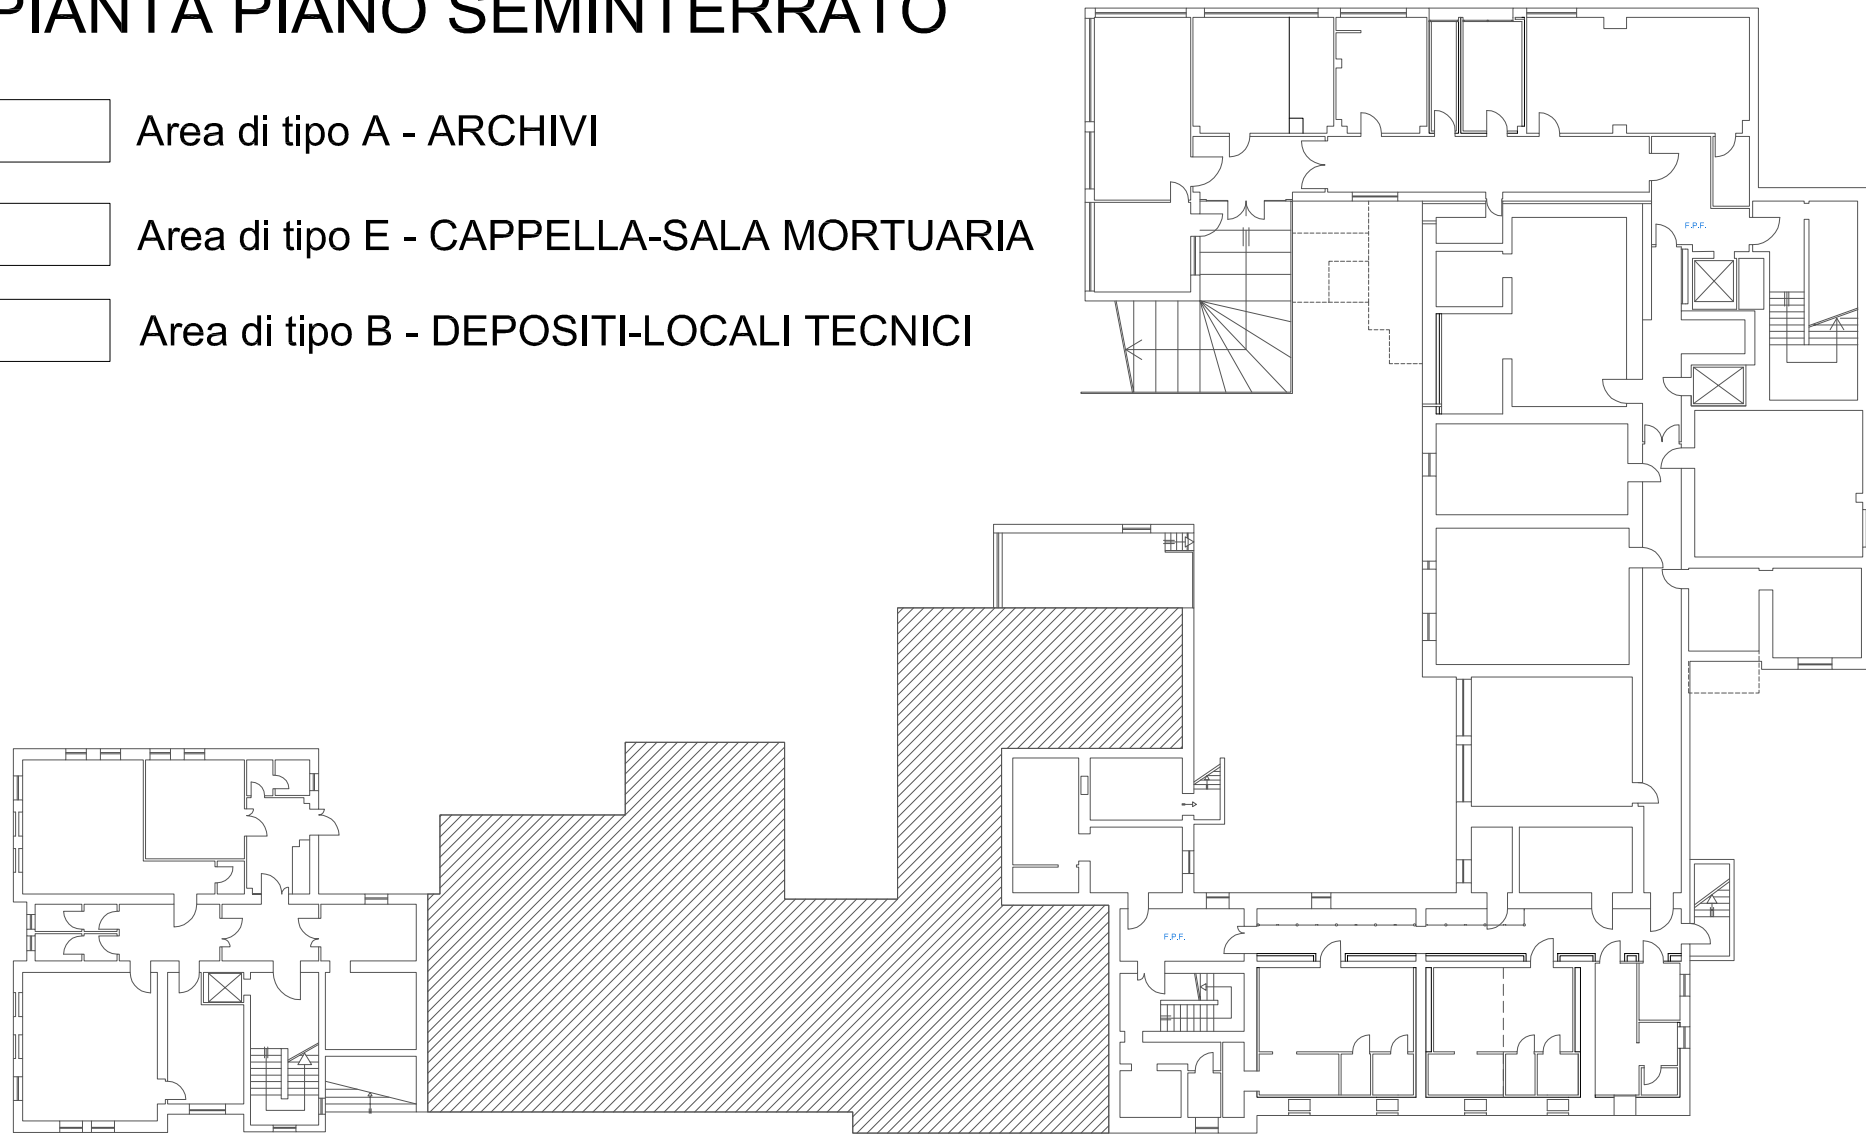 PIANTA PIANO SEMINTERRATO
Area di tipo A - ARCHIVI
Area di tipo E - CAPPELLA-SALA MORTUARIA
Area di tipo B - DEPOSITI-LOCALI TECNICI
F.P.F.
F.P.F.